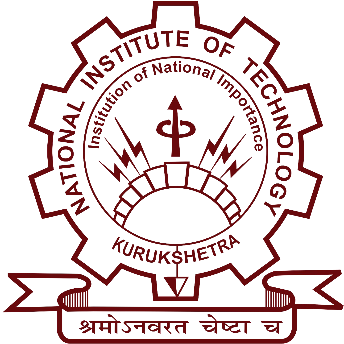 NATIONAL INSTITUTE OF TECHNOLOGY
Institution of National Importance
KURUKSHETRA
श्रमोऽनवरत चेष्टा च